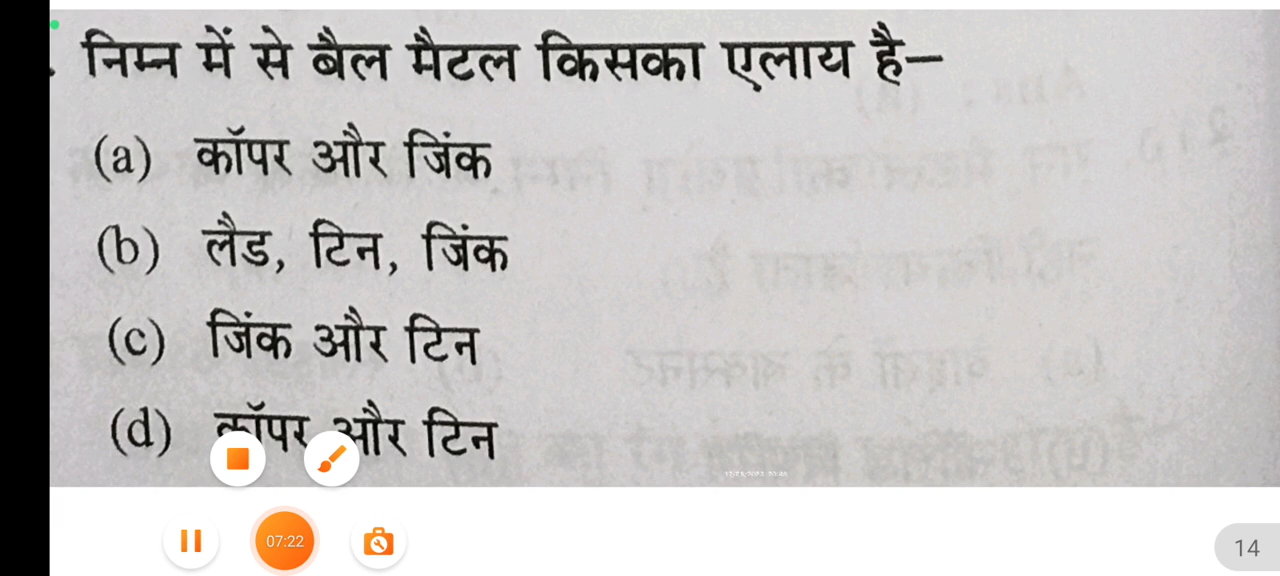 निम्न में से बैल मैटल किसका एलाय है–
(a) कॉपर और जिंक
(b) लैड, टिन, जिंक
(c) जिंक और टिन
(d) कॉपर और टिन
07:22
14